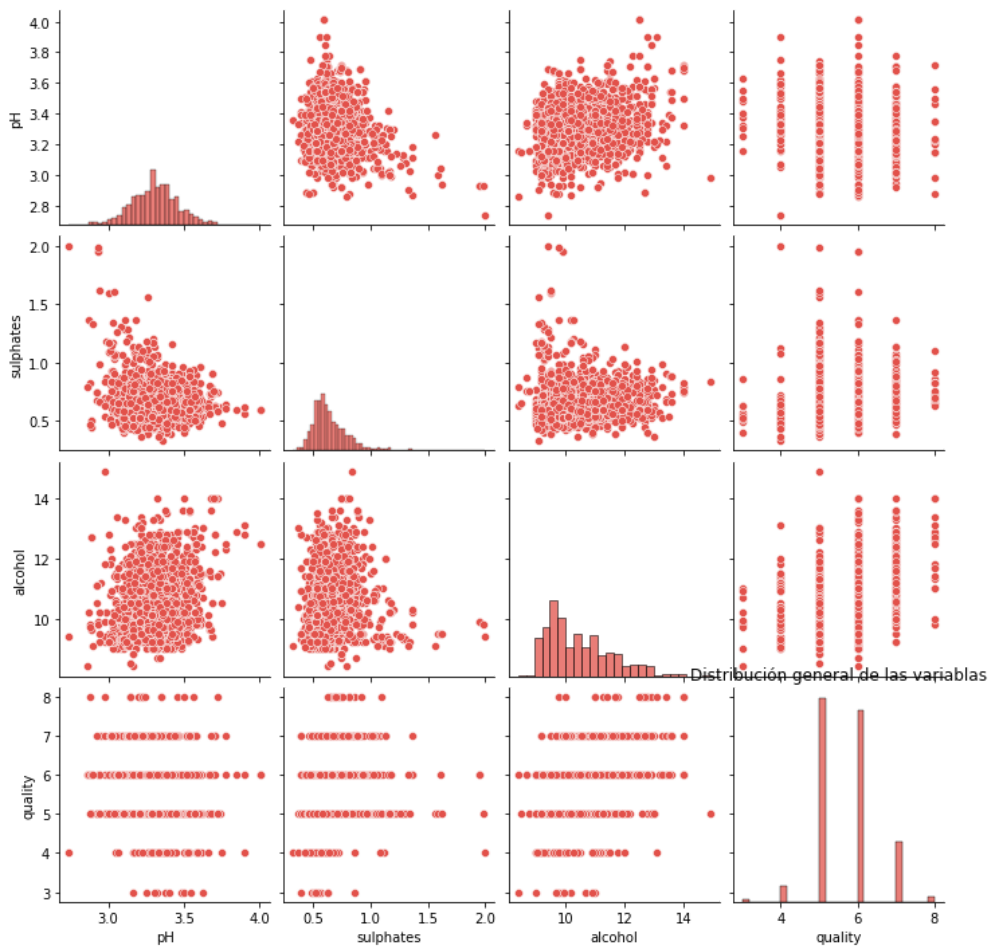 4.0
3.8
3.6
3.4
3.2
3.0
2.8
pH
2.0
1.5
1.0
0.5
sulphates
14
12
10
alcohol
Distribución general de las variablas
8
7
6
5
4
3
quality
3.0 3.5 4.0
pH
0.5 1.0 1.5 2.0
sulphates
10 12 14
alcohol
4 6 8
quality